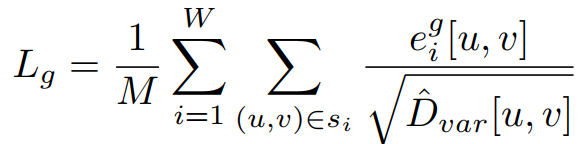 L_g = \frac{1}{M} \sum_{i=1}^{W} \sum_{(u,v) \in s_i} \frac{e_i^g[u, v]}{\sqrt{\hat{D}_{var}[u, v]}}